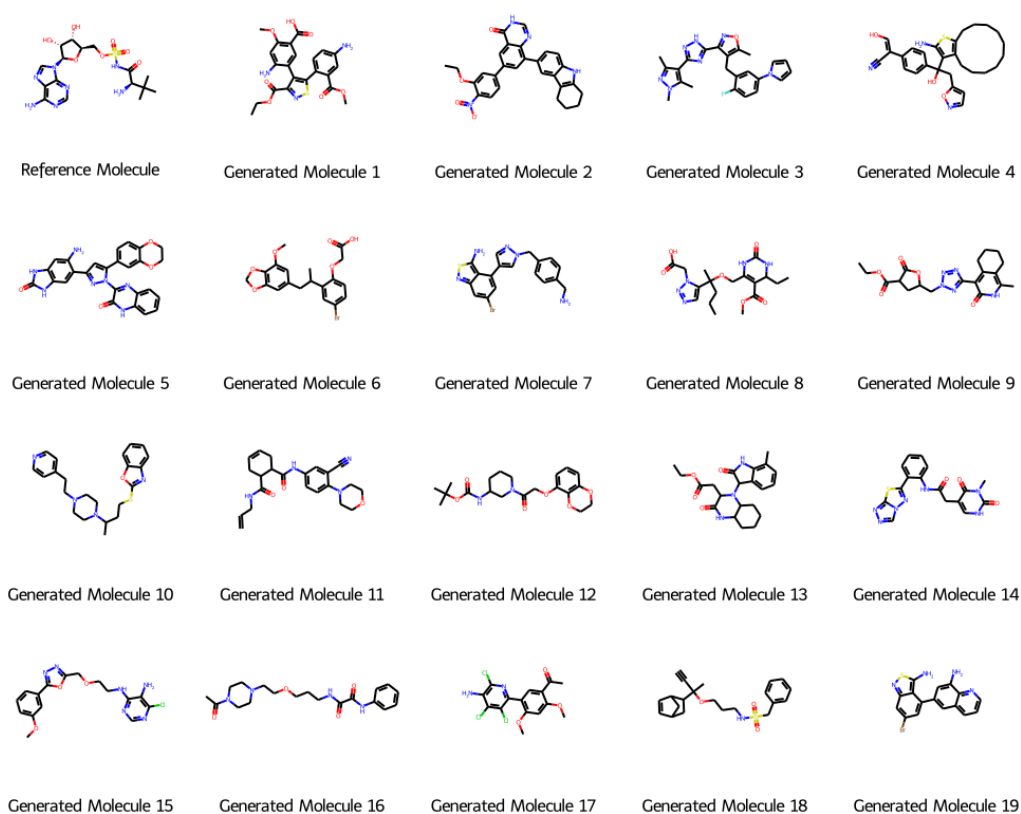 Reference Molecule
Generated Molecule 1
Generated Molecule 2
Generated Molecule 3
Generated Molecule 4
Generated Molecule 5
Generated Molecule 6
Generated Molecule 7
Generated Molecule 8
Generated Molecule 9
Generated Molecule 10
Generated Molecule 11
Generated Molecule 12
Generated Molecule 13
Generated Molecule 14
Generated Molecule 15
Generated Molecule 16
Generated Molecule 17
Generated Molecule 18
Generated Molecule 19